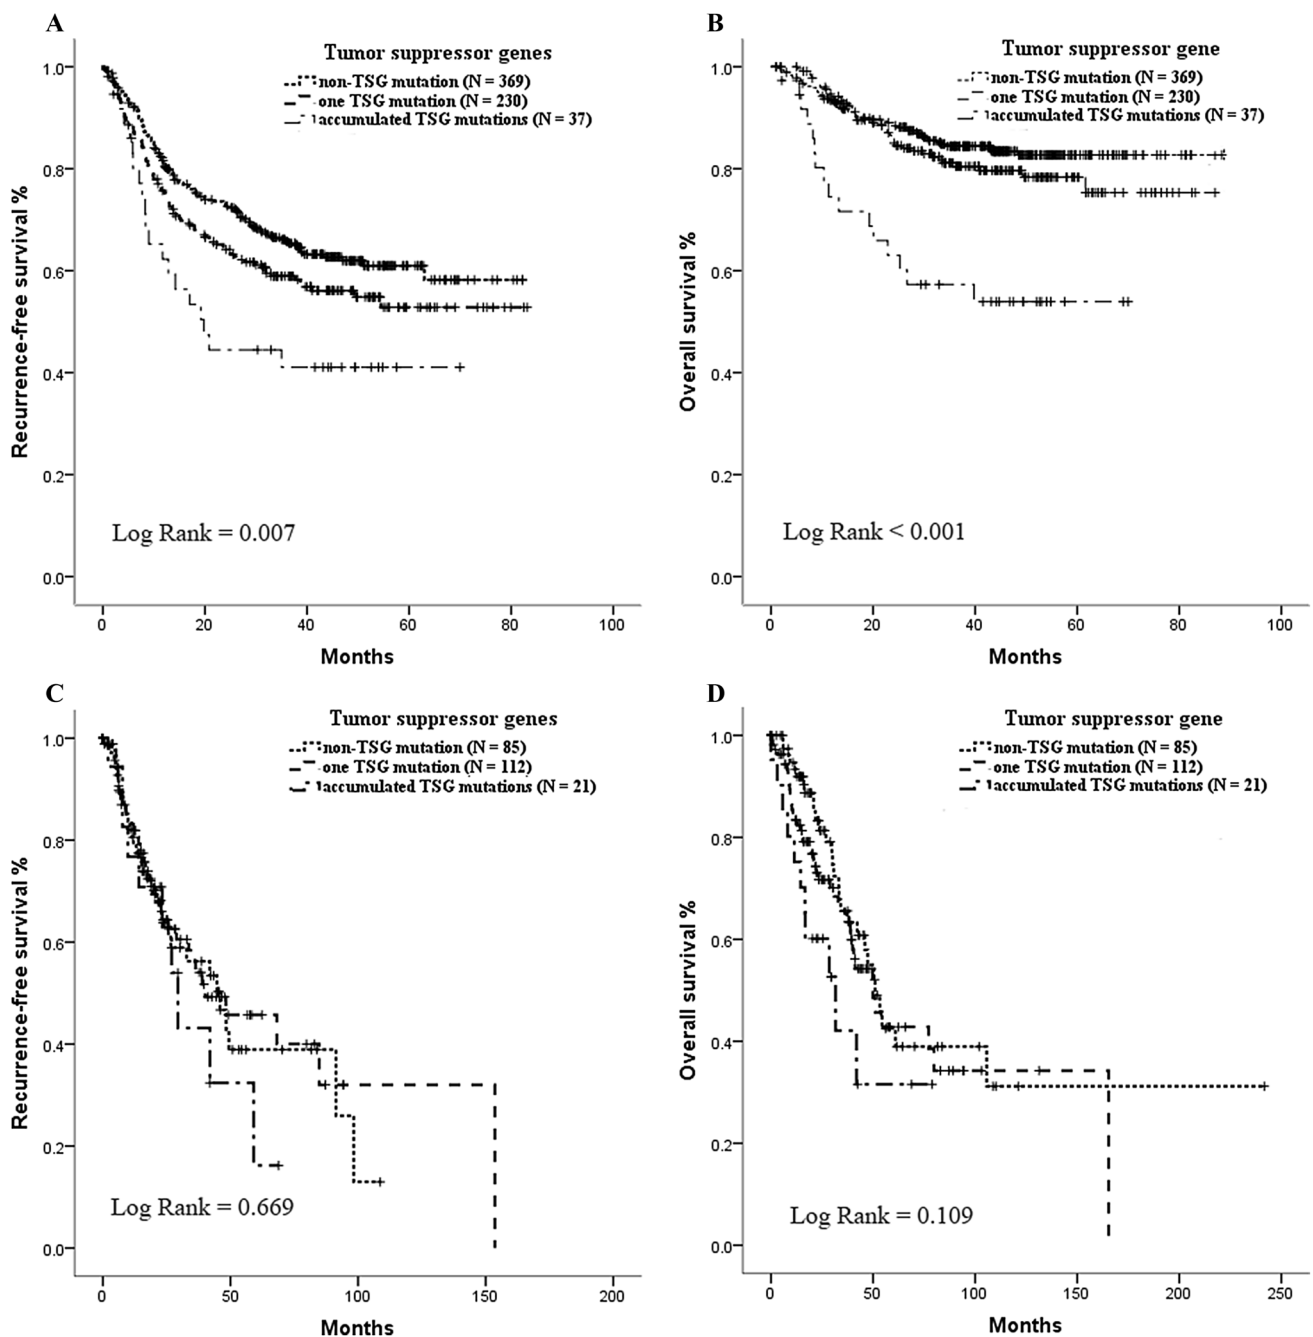 A
Tumor suppressor genes
non-TSG mutation (N = 369)
one TSG mutation (N = 230)
accumulated TSG mutations (N = 37)
Recurrence-free survival %
1.0
0.8
0.6
0.4
0.2
0.0
Log Rank = 0.007
0 20 40 60 80 100
Months
B
Tumor suppressor gene
non-TSG mutation (N = 369)
one TSG mutation (N = 230)
accumulated TSG mutations (N = 37)
Overall survival %
1.0
0.8
0.6
0.4
0.2
0.0
Log Rank < 0.001
0 20 40 60 80 100
Months
C
Tumor suppressor genes
non-TSG mutation (N = 85)
one TSG mutation (N = 112)
accumulated TSG mutations (N = 21)
Recurrence-free survival %
1.0
0.8
0.6
0.4
0.2
0.0
Log Rank = 0.669
0 50 100 150 200
Months
D
Tumor suppressor gene
non-TSG mutation (N = 85)
one TSG mutation (N = 112)
accumulated TSG mutations (N = 21)
Overall survival %
1.0
0.8
0.6
0.4
0.2
0.0
Log Rank = 0.109
0 50 100 150 200 250
Months